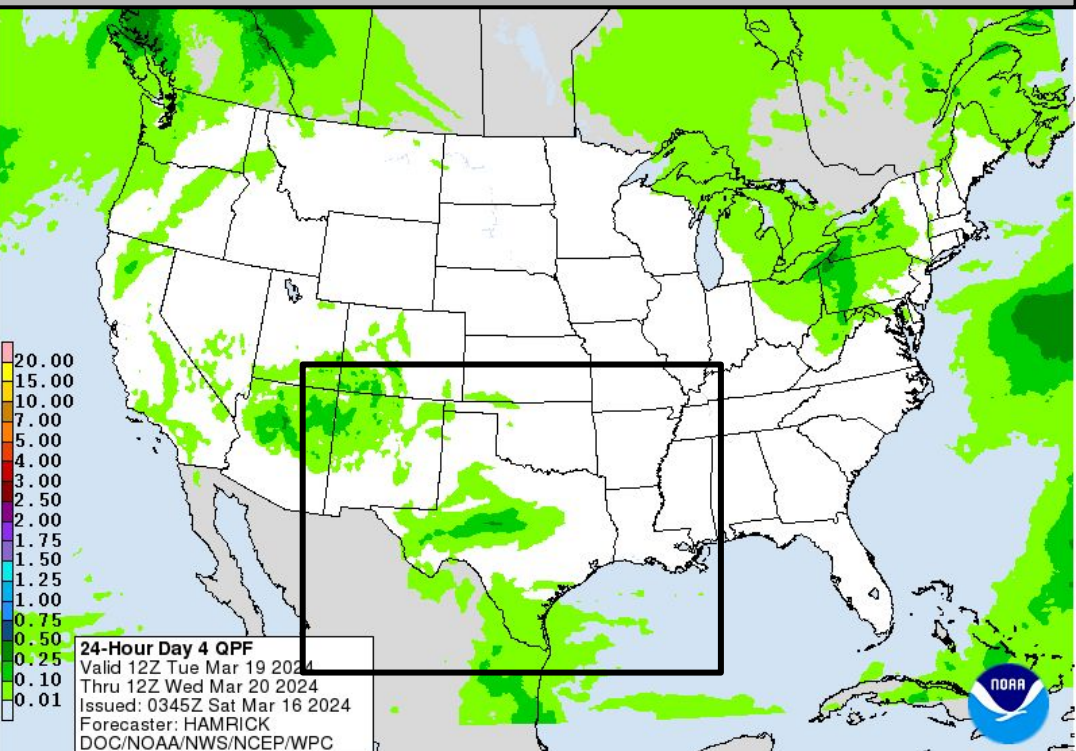 20.00
15.00
10.00
7.00
5.00
4.00
3.00
2.50
2.00
1.75
1.50
1.25
1.00
0.75
0.50
0.25
0.10
0.01
24-Hour Day 4 QPF
Valid 12Z Tue Mar 19 2024
Thru 12Z Wed Mar 20 2024
Issued: 0345Z Sat Mar 16 2024
Forecaster: HAMRICK
DOC/NOAA/NWS/NCEP/WPC
NOAA